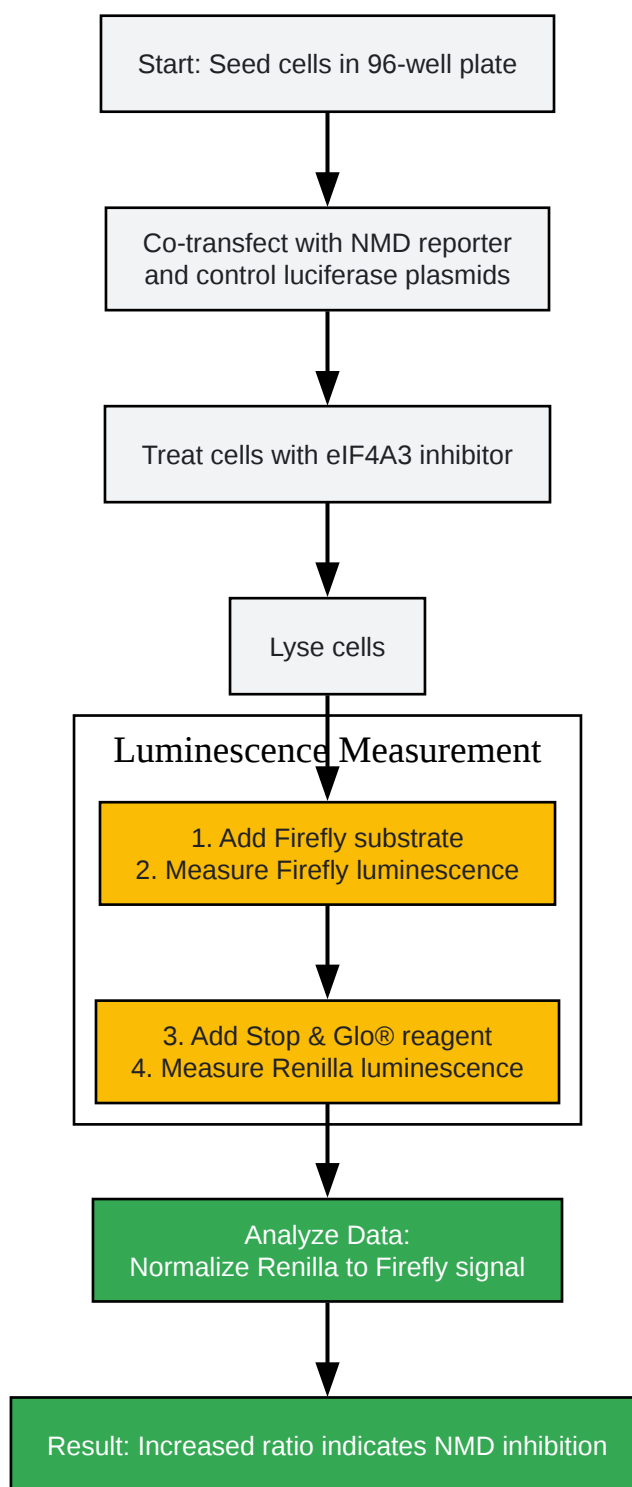 Start: Seed cells in 96-well plate
Co-transfect with NMD reporter
and control luciferase plasmids
Treat cells with eIF4A3 inhibitor
Lyse cells
Luminescence Measurement
1. Add Firefly substrate
2. Measure Firefly luminescence
3. Add Stop & Glo® reagent
4. Measure Renilla luminescence
Analyze Data:
Normalize Renilla to Firefly signal
Result: Increased ratio indicates NMD inhibition